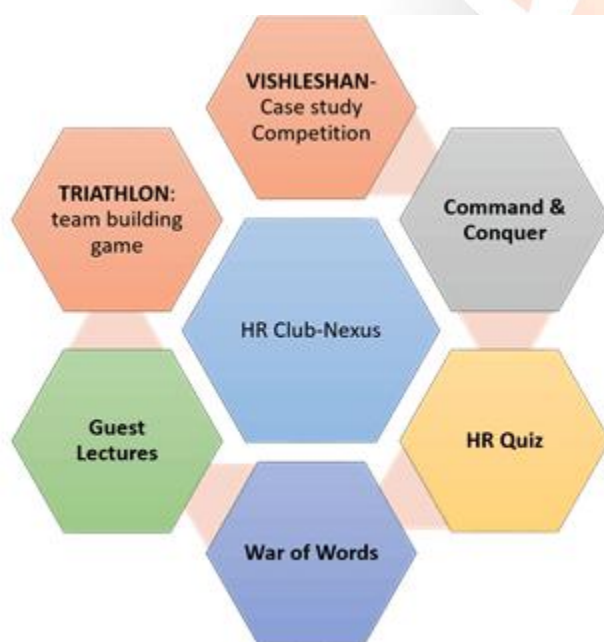 VISHLESHAN-
Case study
Competition
TRIATHLON:
team building
game
Command &
Conquer
HR Club-Nexus
Guest
Lectures
HR Quiz
War of Words